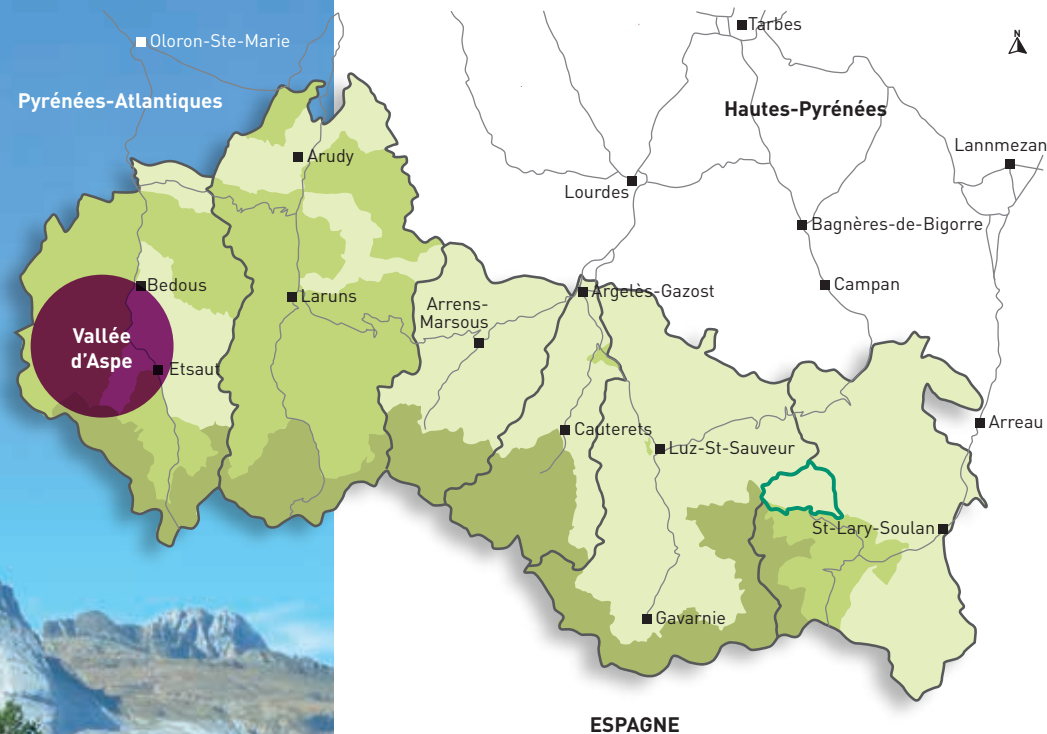 Tarbes
N
Oloron-Ste-Marie
Pyrénées-Atlantiques
Hautes-Pyrénées
Lannmezan
Arudy
Lourdes
Bagnères-de-Bigorre
Bedous
Laruns
Arrens-
Marsous
Argelès-Gazost
Campan
Vallée
d'Aspe
Etsaut
Cauterets
Luz-St-Sauveur
Arreau
St-Lary-Soulan
Gavarnie
ESPAGNE